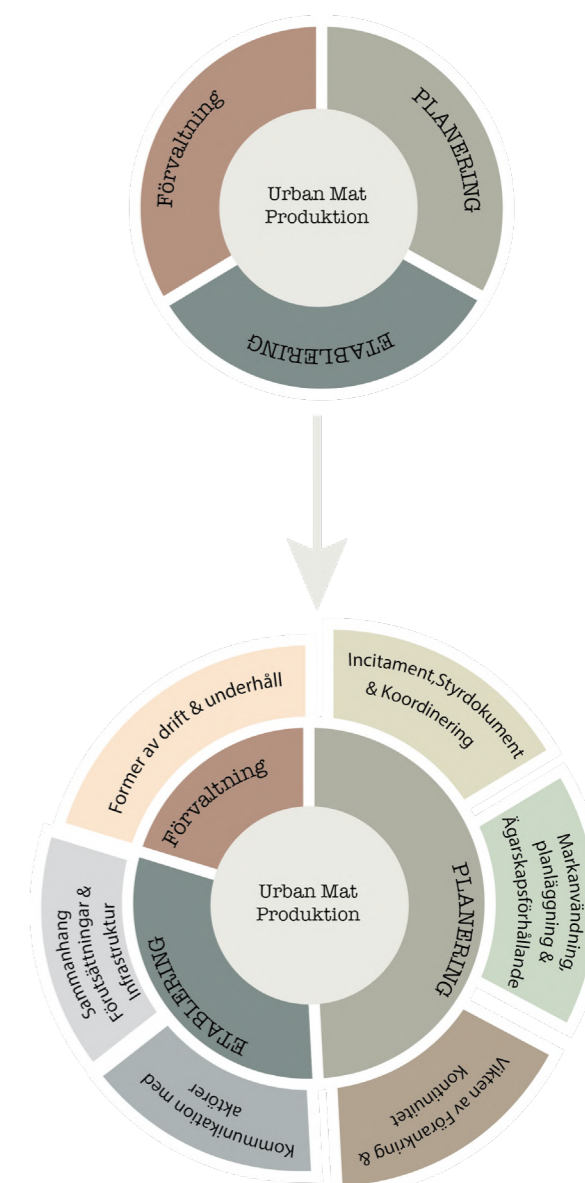 Förvaltning
PLANERING
Urban Mat
Produktion
ETABLERING
Former av drift & underhåll
Incitament,Styrdokument
& Koordinering
Förvaltning
Markanvändning,
planläggning &
Ägarskapsförhållande
Urban Mat
Produktion
PLANERING
Sammanhang
Förutsättningar &
Infrastruktur
ETABLERING
Kommunikation med
aktörer
Vikten av Förankring &
Kontinuitet